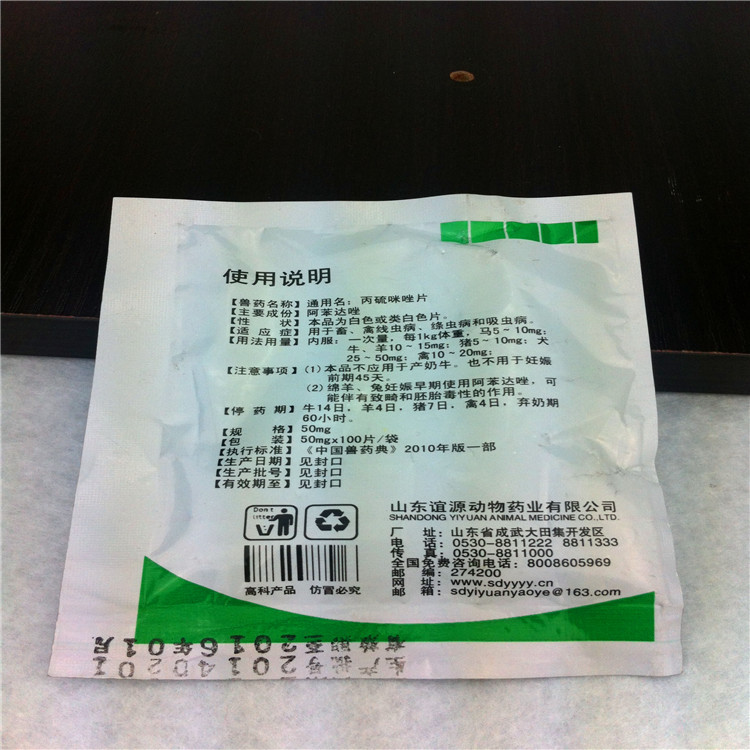 使用说明
【兽药名称】通用名：丙硫咪唑片
【主要成份】阿苯达唑
【性 状】本品为白色或类白色片。
【适 应 症】用于畜、禽线虫病、绦虫病和吸虫病。
【用法用量】内服：一次量，每1kg体重，马5～10mg；
牛、羊10～15mg；猪5～10mg；犬
25～50mg；禽10～20mg；
【注意事项】（1）本品不应用于产奶牛。也不用于妊娠
前期45天。
（2）绵羊、兔妊娠早期使用阿苯达唑，可
能伴有致畸和胚胎毒性的作用。
【停 药 期】牛14日，羊4日，猪7日，禽4日，弃奶期
60小时。
【规 格】50mg
【包 装】50mg×100片/袋
【执行标准】《中国兽药典》2010年版一部
【生产日期】见封口
【生产批号】见封口
【有效期至】见封口
Don't
litter
高科产品 仿冒必究
山东谊源动物药业有限公司
SHANDONG YIYUAN ANIMAL MEDICINE CO.,LTD.
厂 址：山东省成武大田集开发区
电 话：0530-8811222 8811333
传 真：0530-8811000
全国免费咨询电话：8008605969
邮 编：274200
网 址：www.sdyyyy.cn
邮 箱：sdyiyuanyaoye@163.com
有效期至2016年01月
生产批号20140201